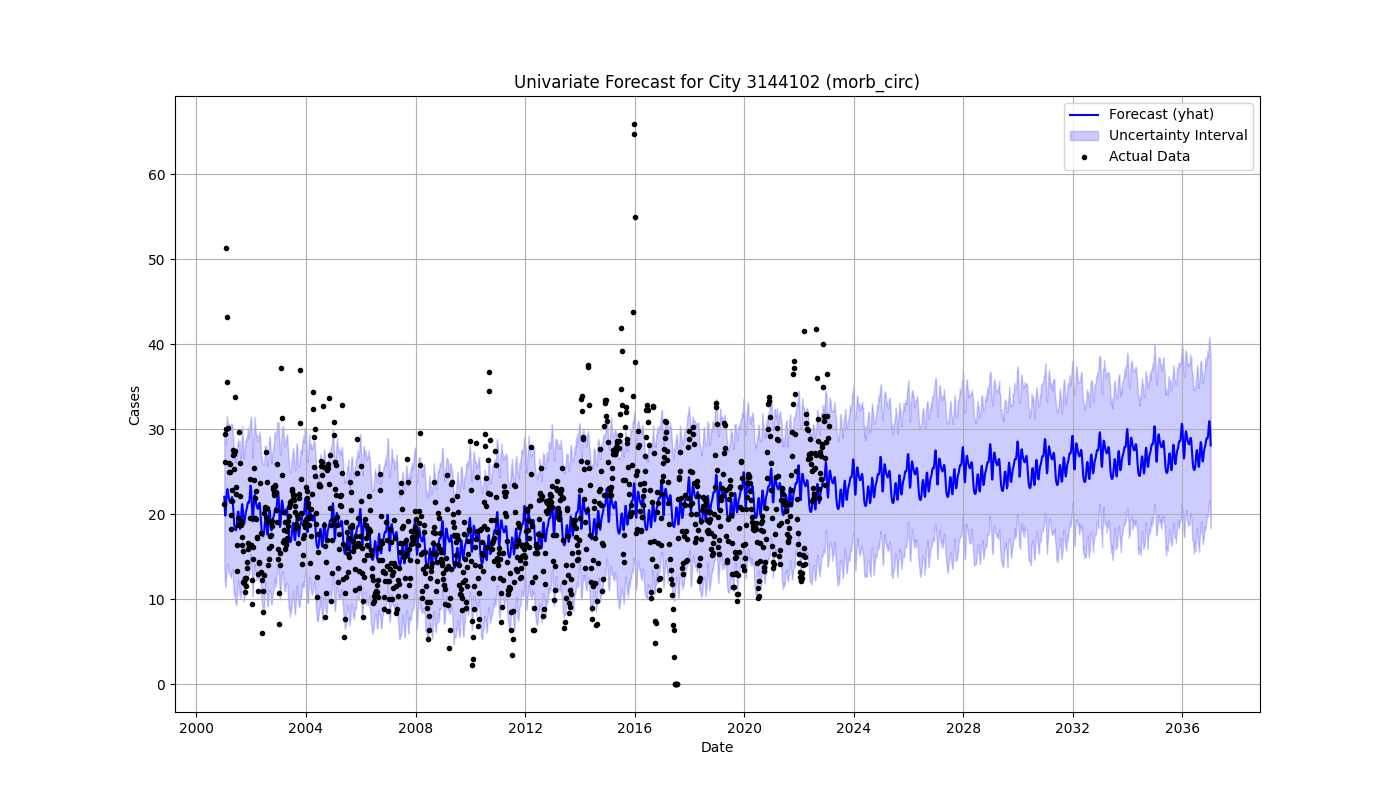 Univariate Forecast for City 3144102 (morb_circ)
Forecast (yhat)
Uncertainty Interval
Actual Data
Cases
60
50
40
30
20
10
0
2000 2004 2008 2012 2016 2020 2024 2028 2032 2036
Date